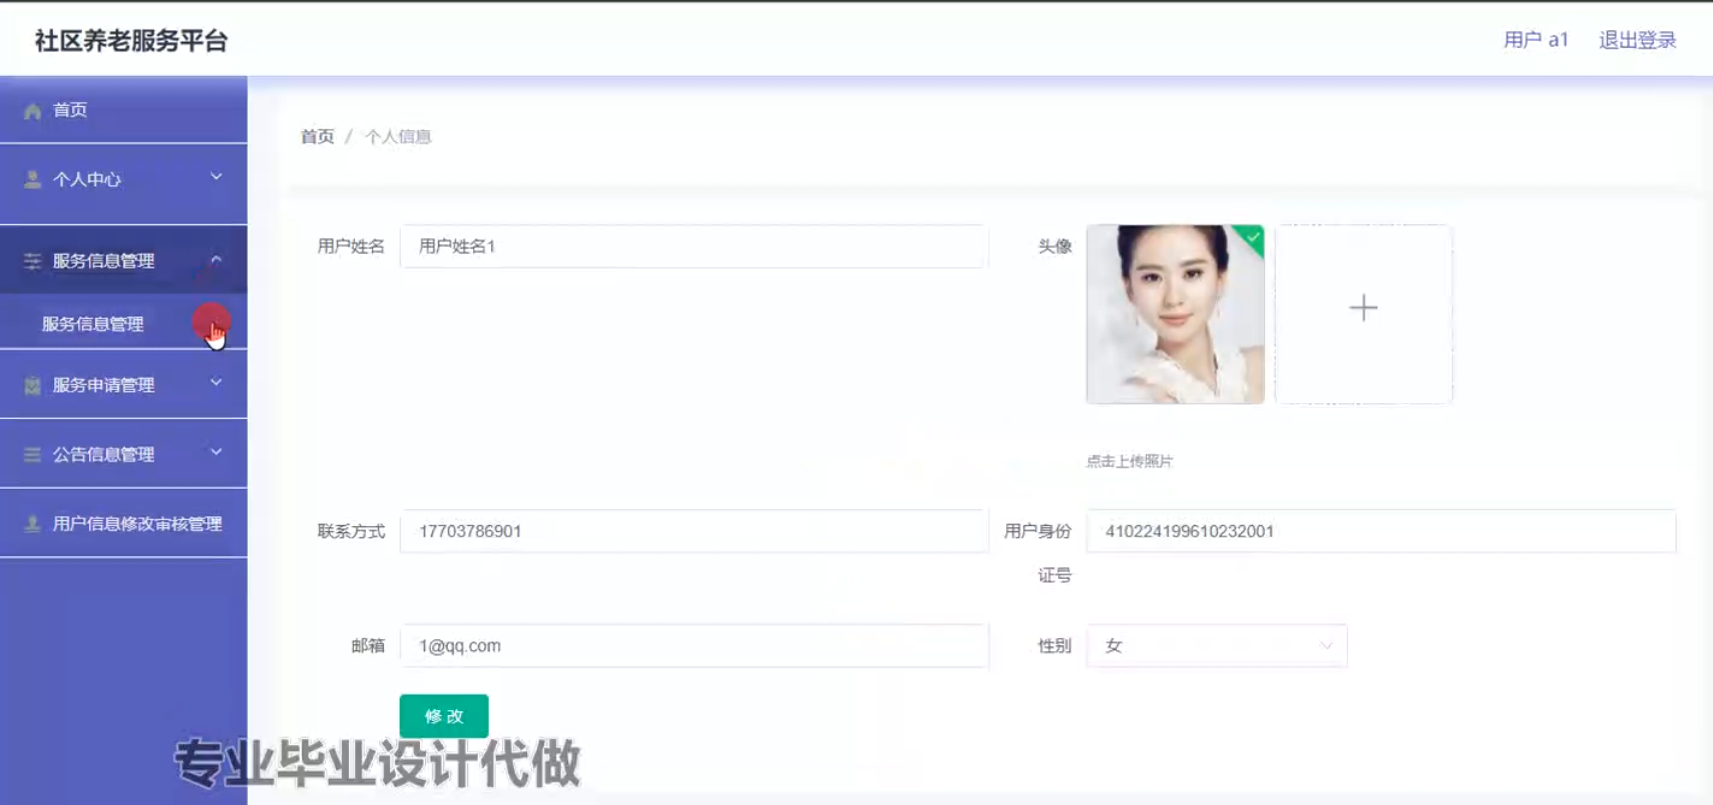 社区养老服务平台
用户 a1
退出登录
首页
个人中心
服务信息管理
服务信息管理
服务申请管理
公告信息管理
用户信息修改审核管理
首页 / 个人信息
用户姓名 用户姓名1
头像
点击上传照片
联系方式 17703786901
用户身份 410224199610232001
证号
邮箱 1@qq.com
性别 女
修改
专业毕业设计代做